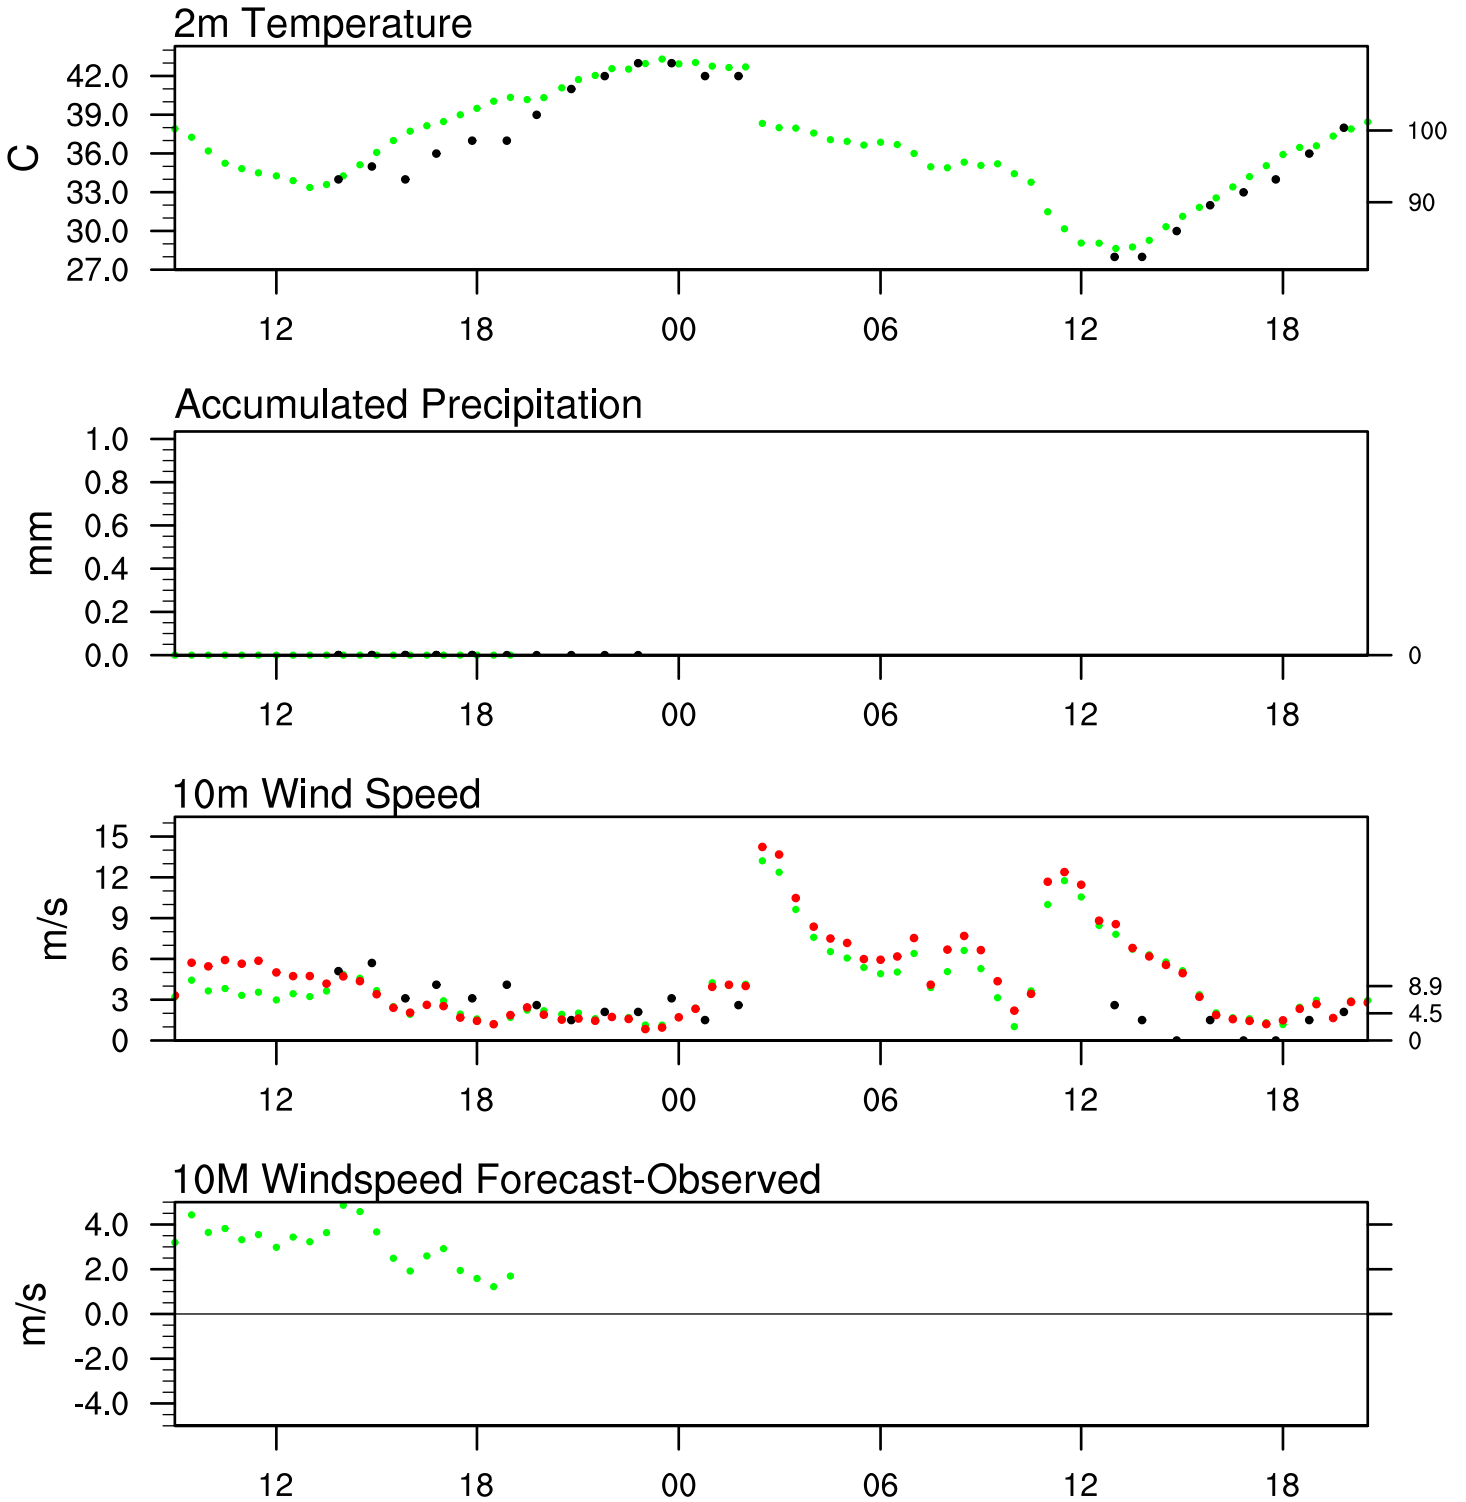 2m Temperature
42.0
39.0
36.0
33.0
30.0
27.0
C
100
90
12 18 00 06 12 18
Accumulated Precipitation
1.0
0.8
0.6
0.4
0.2
0.0
mm
0
12 18 00 06 12 18
10m Wind Speed
15
12
9
6
3
0
m/s
8.9
4.5
0
12 18 00 06 12 18
10M Windspeed Forecast-Observed
4.0
2.0
0.0
-2.0
-4.0
m/s
12 18 00 06 12 18